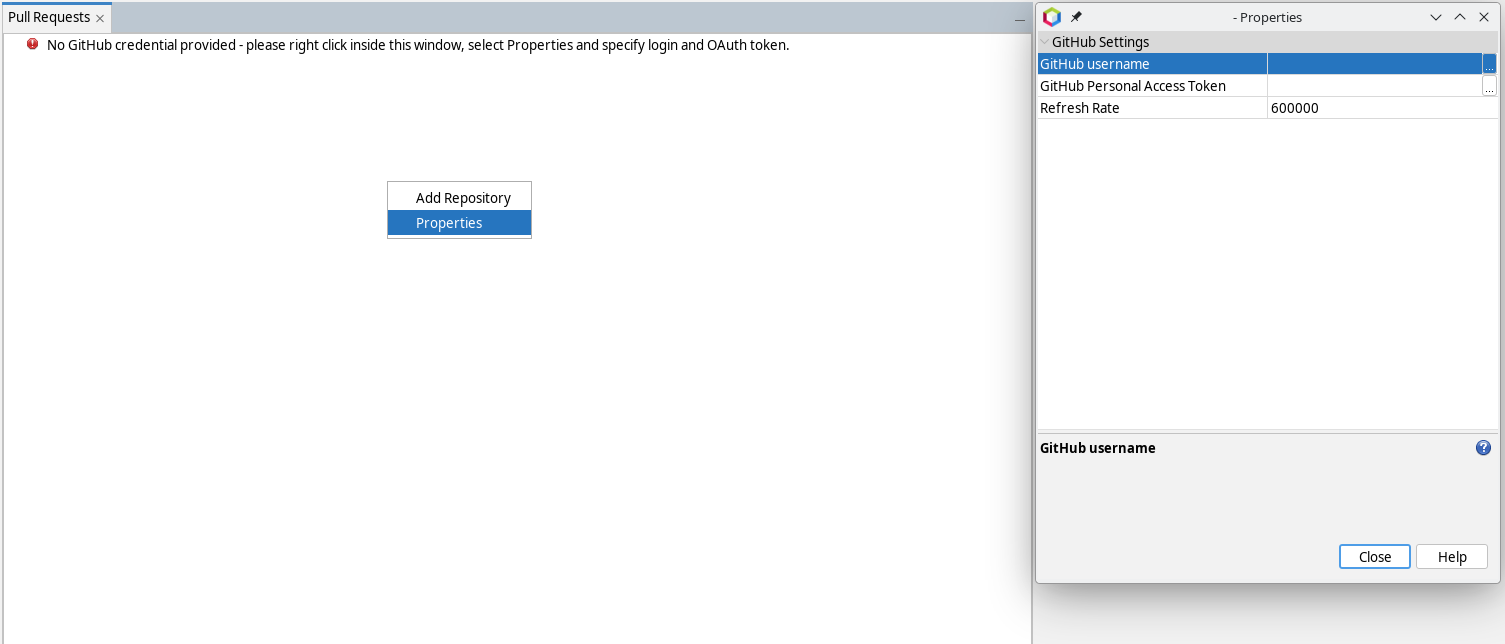 Pull Requests
No GitHub credential provided - please right click inside this window, select Properties and specify login and OAuth token.
Add Repository
Properties
- Properties
GitHub Settings
GitHub username ...
GitHub Personal Access Token ...
Refresh Rate 600000
GitHub username
Close Help